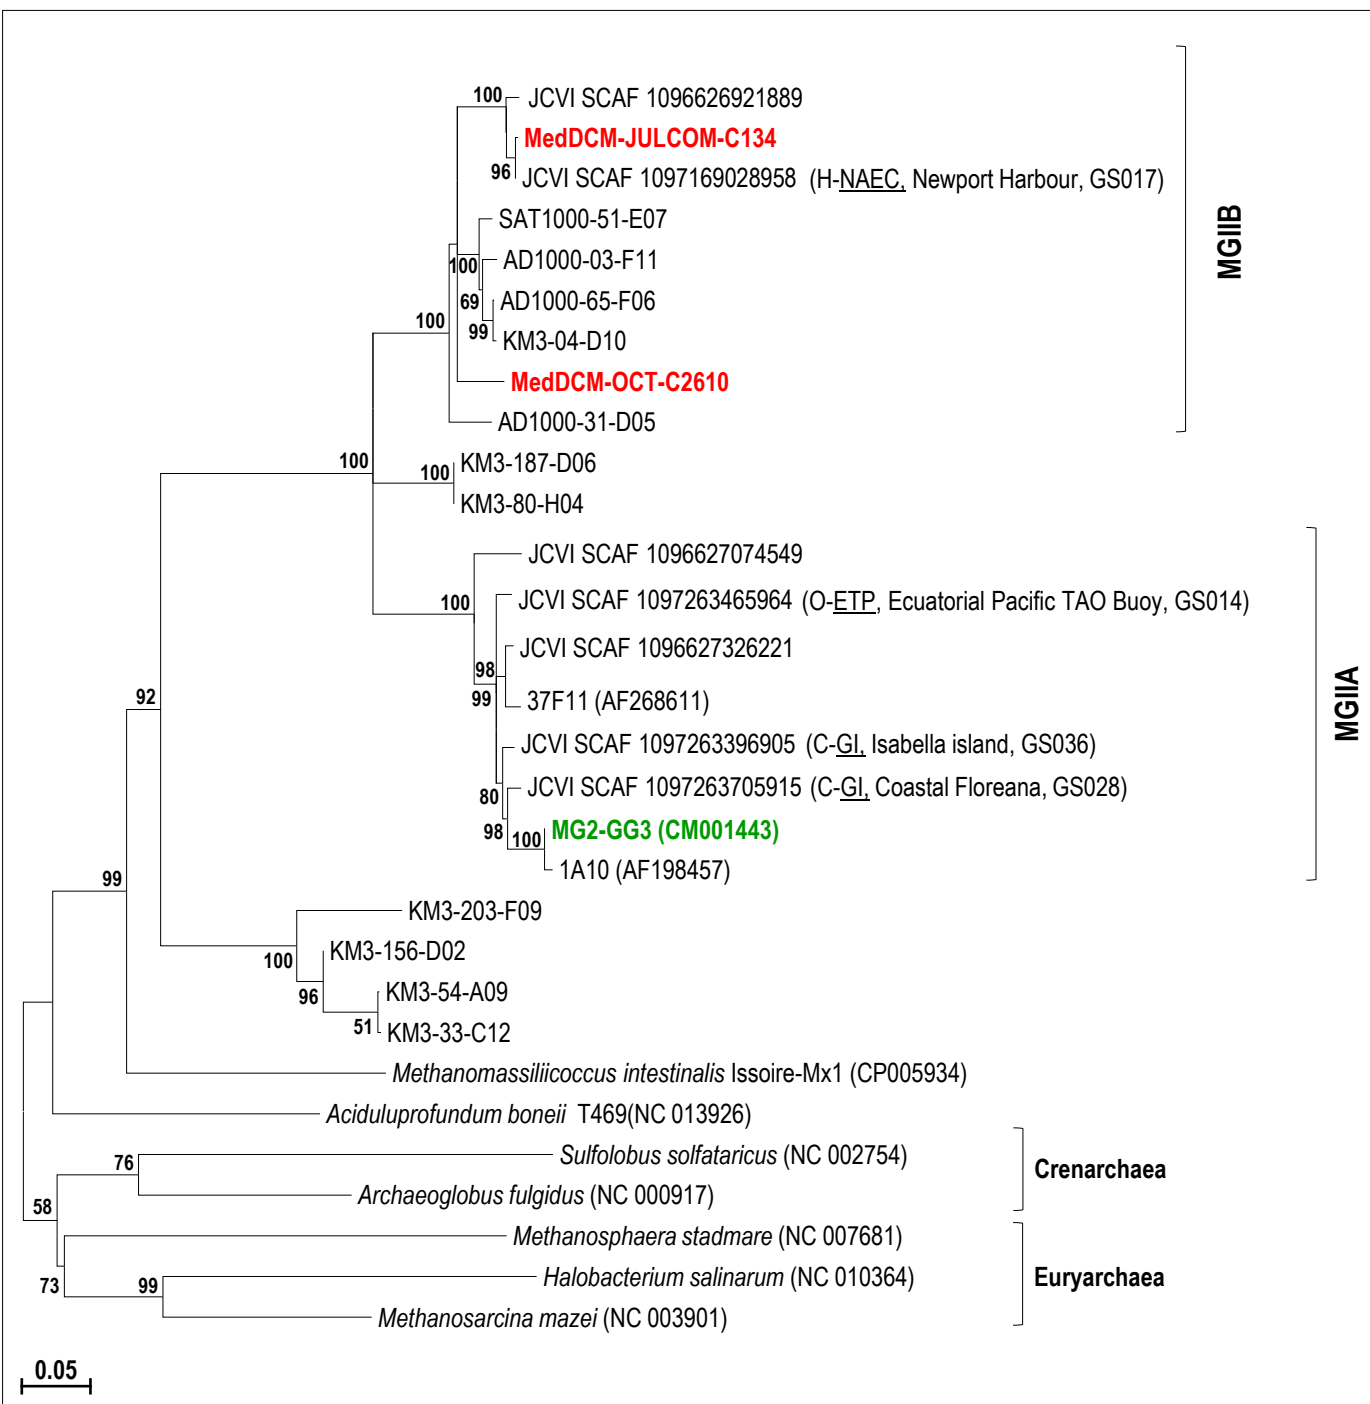 100
JCVI SCAF 1096626921889
MedDCM-JULCOM-C134
96
JCVI SCAF 1097169028958 (H-NAEC, Newport Harbour, GS017)
SAT1000-51-E07
MGIIB
100
AD1000-03-F11
69
AD1000-65-F06
100
99
KM3-04-D10
MedDCM-OCT-C2610
AD1000-31-D05
100
100
KM3-187-D06
KM3-80-H04
JCVI SCAF 1096627074549
100
JCVI SCAF 1097263465964 (O-ETP, Ecuatorial Pacific TAO Buoy, GS014)
JCVI SCAF 1096627326221
98
99
37F11 (AF268611)
MGIIA
92
JCVI SCAF 1097263396905 (C-GI, Isabella island, GS036)
80
JCVI SCAF 1097263705915 (C-GI, Coastal Floreana, GS028)
98
100
MG2-GG3 (CM001443)
1A10 (AF198457)
99
KM3-203-F09
100
KM3-156-D02
96
KM3-54-A09
51
KM3-33-C12
Methanomassiliicoccus intestinalis Issoire-Mx1 (CP005934)
Aciduluprofundum boneii T469(NC 013926)
76
Sulfolobus solfataricus (NC 002754)
Crenarchaea
Archaeoglobus fulgidus (NC 000917)
58
Methanosphaera stadmare (NC 007681)
73
99
Halobacterium salinarum (NC 010364)
Euryarchaea
Methanosarcina mazei (NC 003901)
0.05